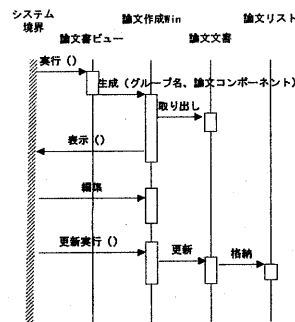 システム
境界
論文書ビュー
論文作成Win
論文文書
論文リスト
実行()
生成(グループ名、論文コンポーネント)
取り出し
表示()
編集
更新実行()
更新
格納